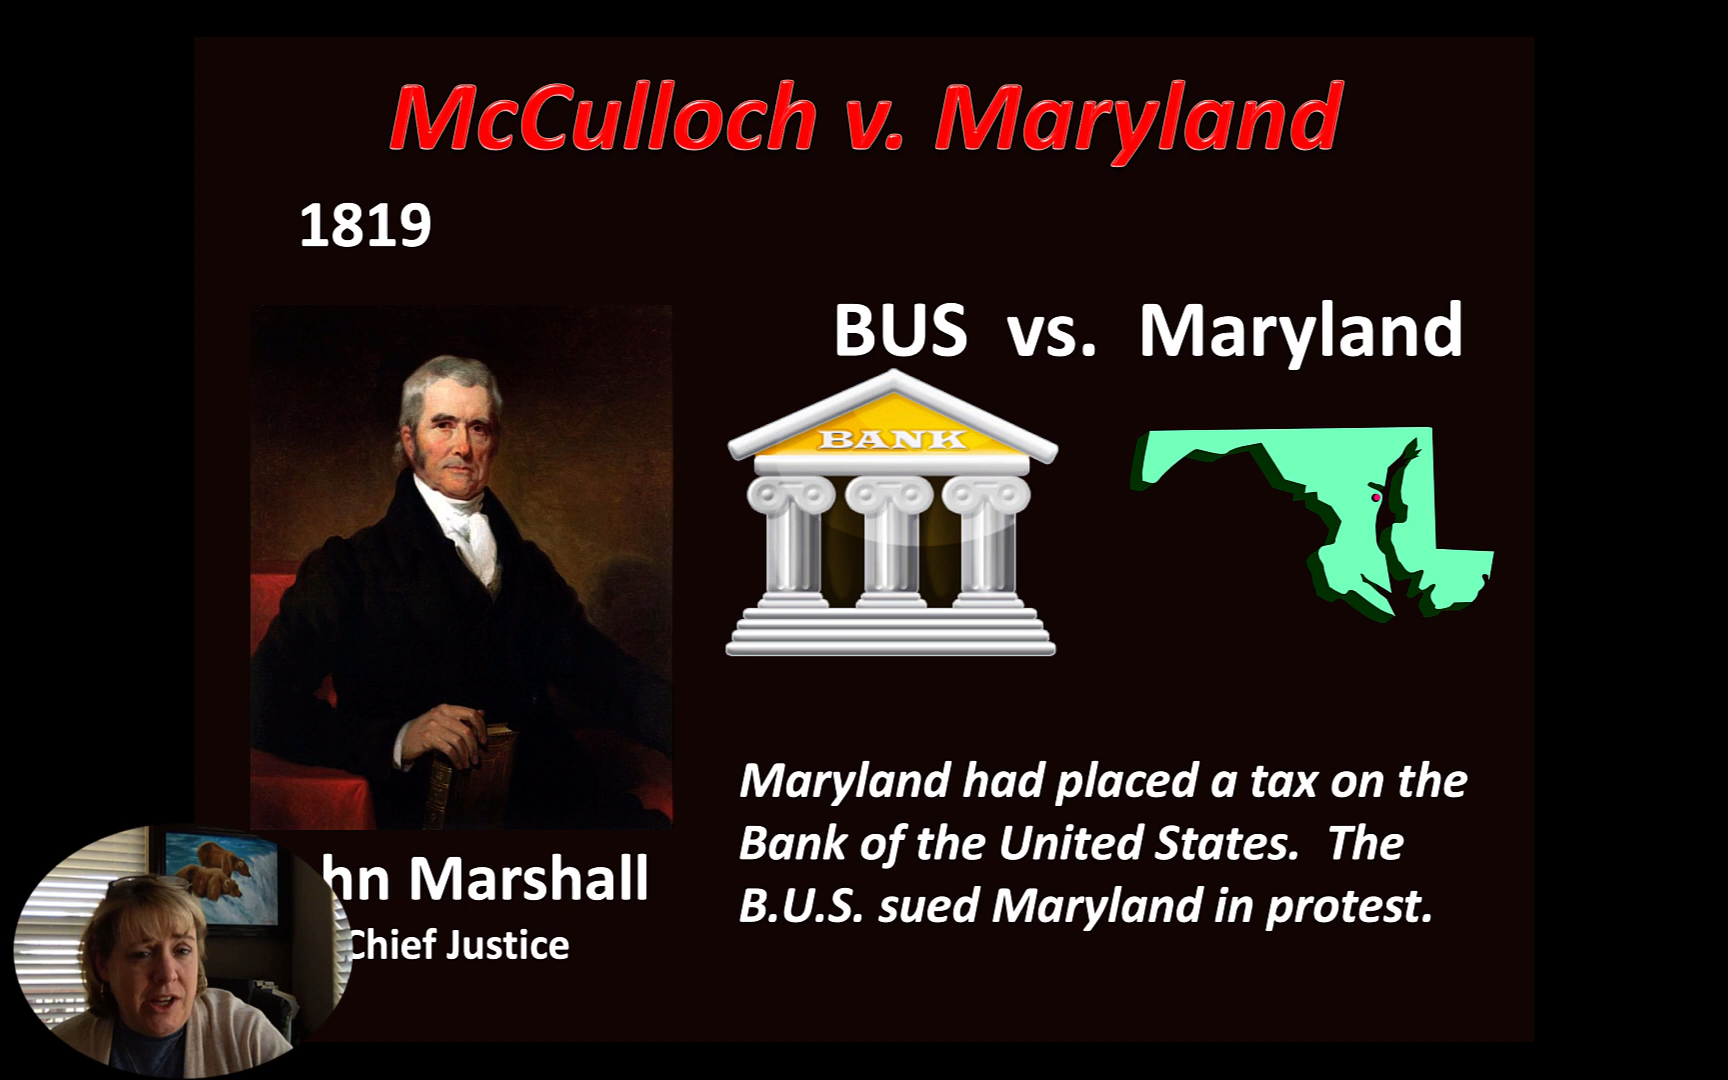 McCulloch v. Maryland
1819
BUS vs. Maryland
BANK
Maryland had placed a tax on the
Bank of the United States. The
B.U.S. sued Maryland in protest.
hn Marshall
Chief Justice